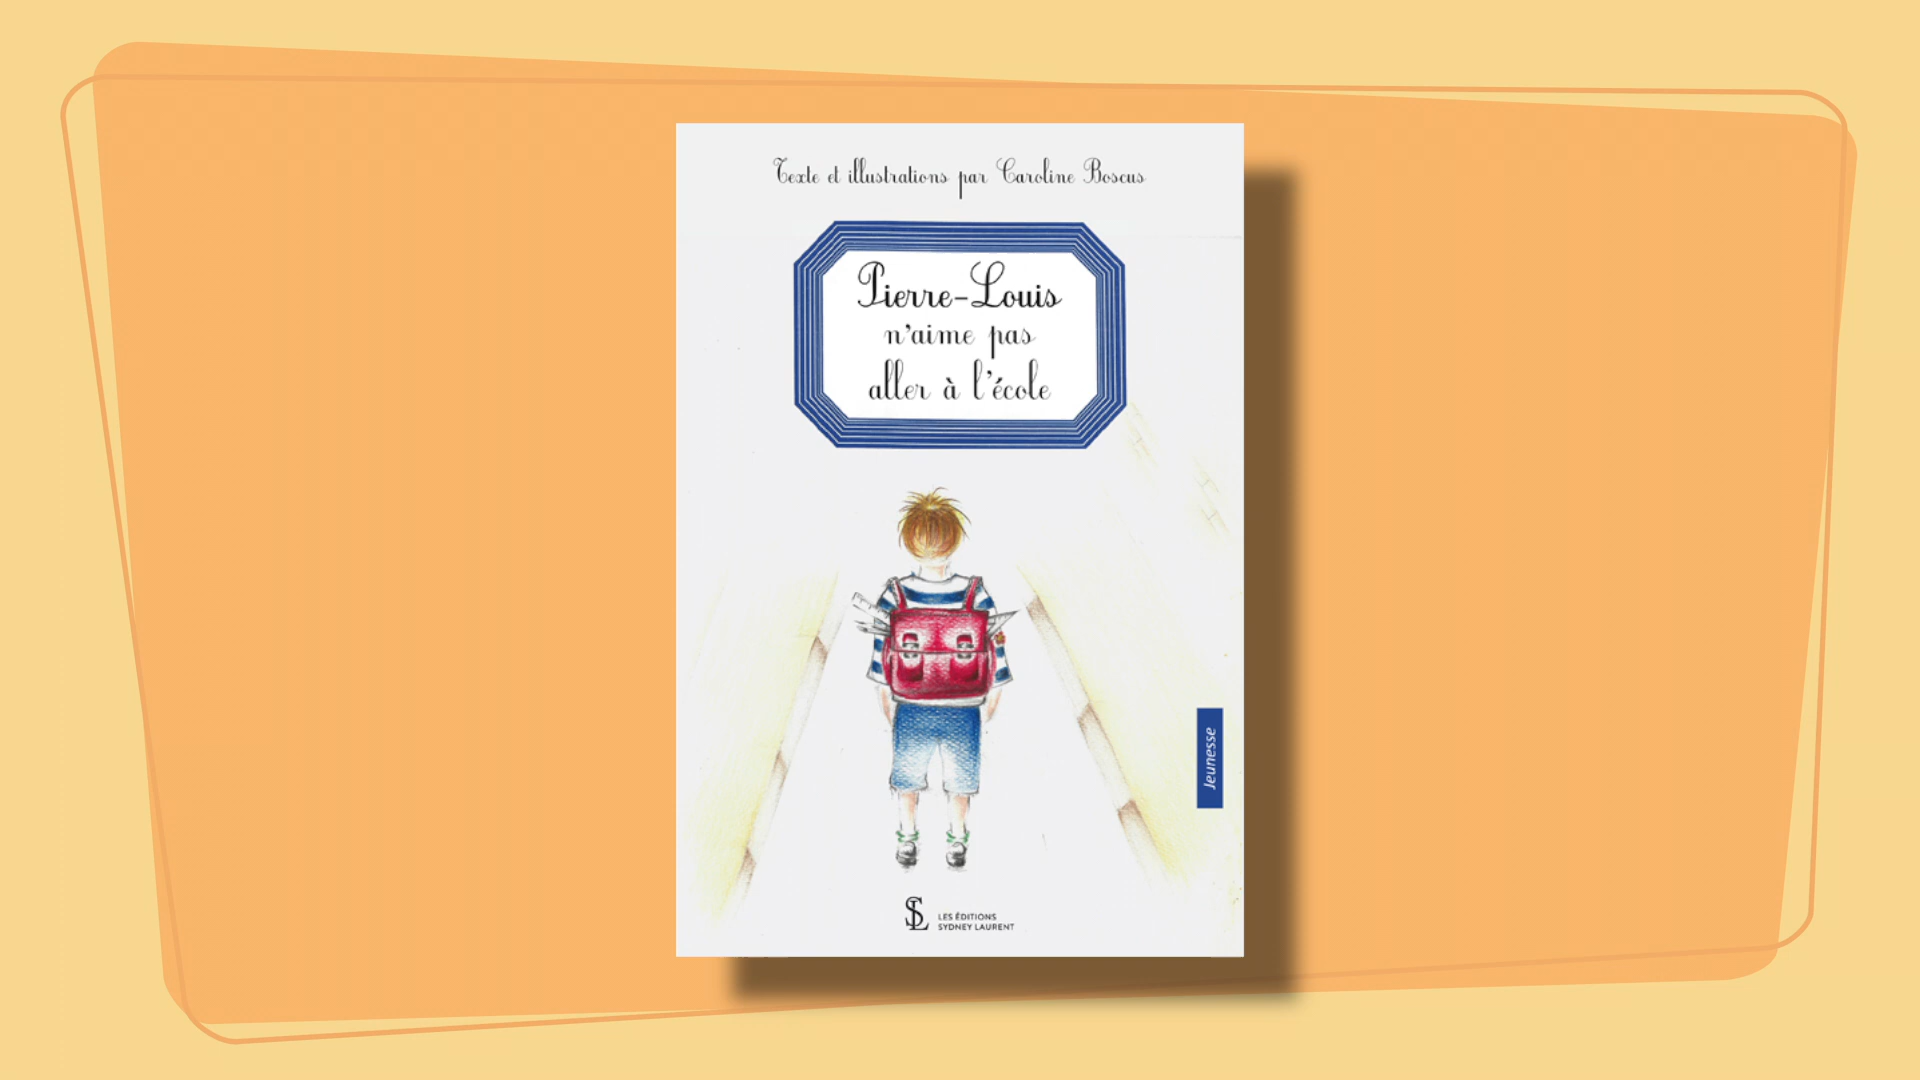 Texte et illustrations par Caroline Boscus
Pierre-Louis
n'aime pas
aller à l'école
Jeunesse
SL
LES ÉDITIONS
SYDNEY LAURENT